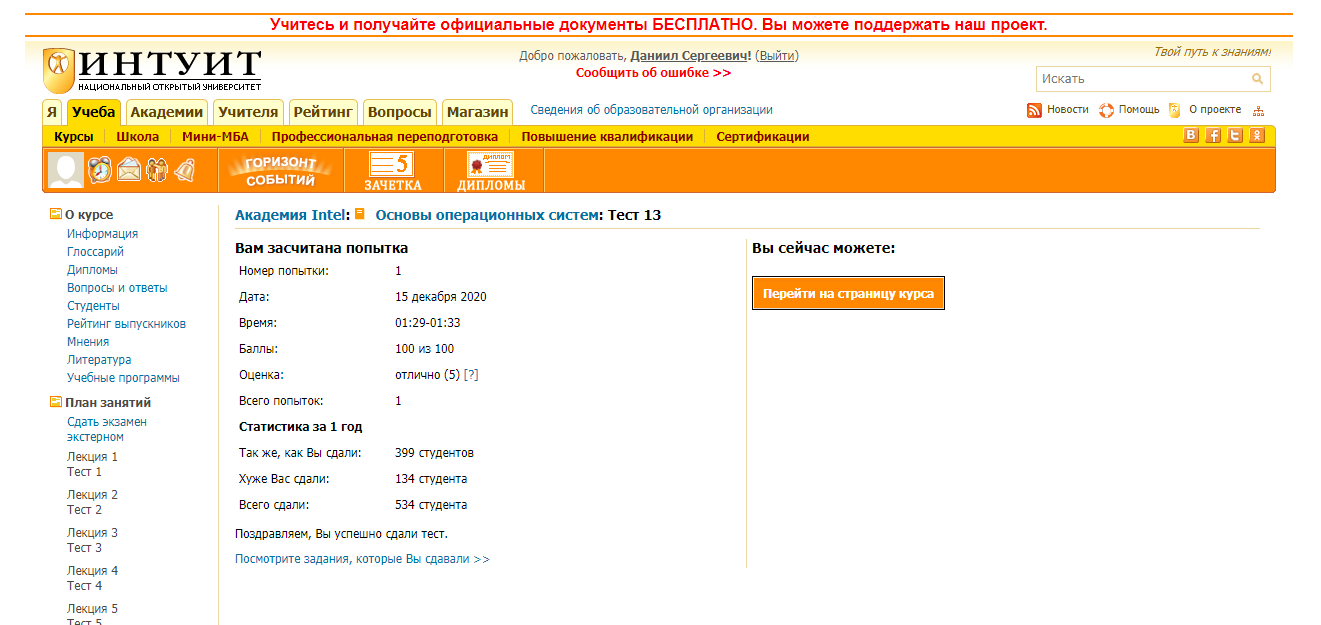 Учитесь и получайте официальные документы БЕСПЛАТНО. Вы можете поддержать наш проект.
ИНТУИТ
НАЦИОНАЛЬНЫЙ ОТКРЫТЫЙ УНИВЕРСИТЕТ
Добро пожаловать, Даниил Сергеевич! (Выйти)
Сообщить об ошибке >>
Твой путь к знаниям!
Искать
Я Учеба Академии Учителя Рейтинг Вопросы Магазин Сведения об образовательной организации
Новости Помощь О проекте
Курсы Школа Мини-МБА Профессиональная переподготовка Повышение квалификации Сертификации
ГОРИЗОНТ СОБЫТИЙ
5 ЗАЧЕТКА
ДИПЛОМ ДИПЛОМЫ
О курсе
Информация
Глоссарий
Дипломы
Вопросы и ответы
Студенты
Рейтинг выпускников
Мнения
Литература
Учебные программы
План занятий
Сдать экзамен
экстерном
Лекция 1
Тест 1
Лекция 2
Тест 2
Лекция 3
Тест 3
Лекция 4
Тест 4
Лекция 5
Тест 5
Академия Intel: Основы операционных систем: Тест 13
Вам засчитана попытка
Номер попытки: 1
Дата: 15 декабря 2020
Время: 01:29-01:33
Баллы: 100 из 100
Оценка: отлично (5) [?]
Всего попыток: 1
Статистика за 1 год
Так же, как Вы сдали: 399 студентов
Хуже Вас сдали: 134 студента
Всего сдали: 534 студента
Поздравляем, Вы успешно сдали тест.
Посмотрите задания, которые Вы сдавали >>
Вы сейчас можете:
Перейти на страницу курса